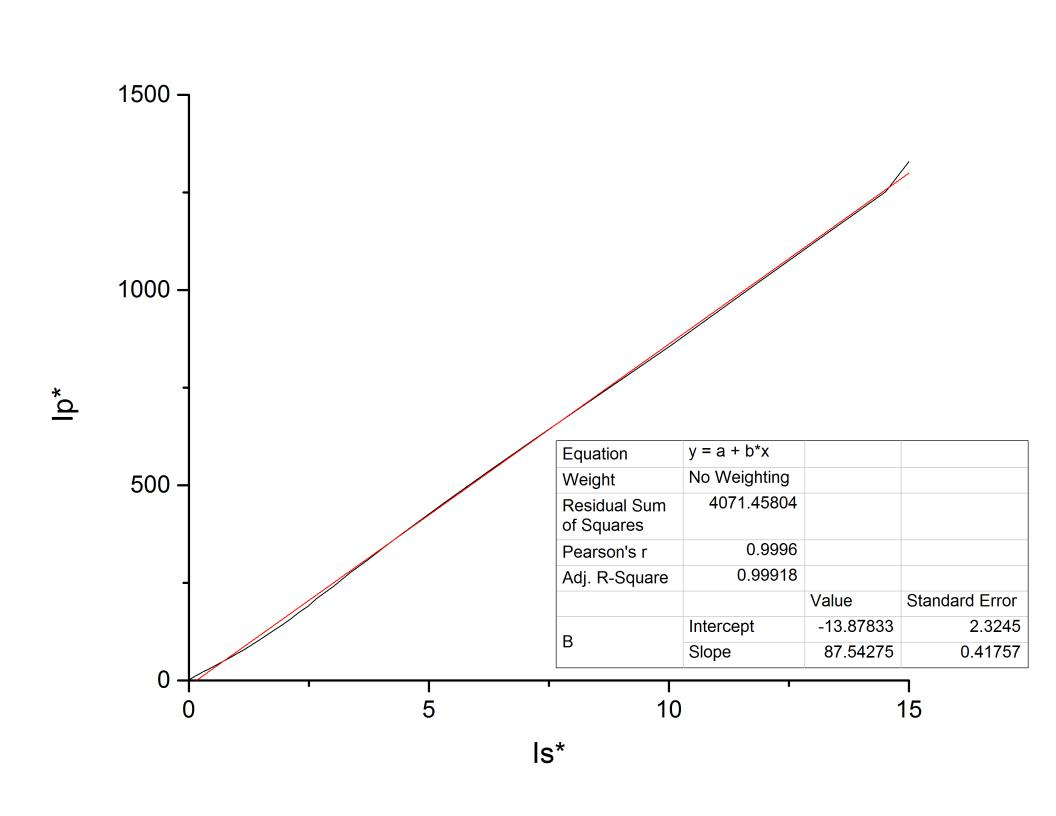 1500
1000
500
0
0
5
10
15
Ip*
Is*
Equation y = a + b*x
Weight No Weighting
Residual Sum of Squares 4071.45804
Pearson's r 0.9996
Adj. R-Square 0.99918
Value Standard Error
B Intercept -13.87833 2.3245
Slope 87.54275 0.41757